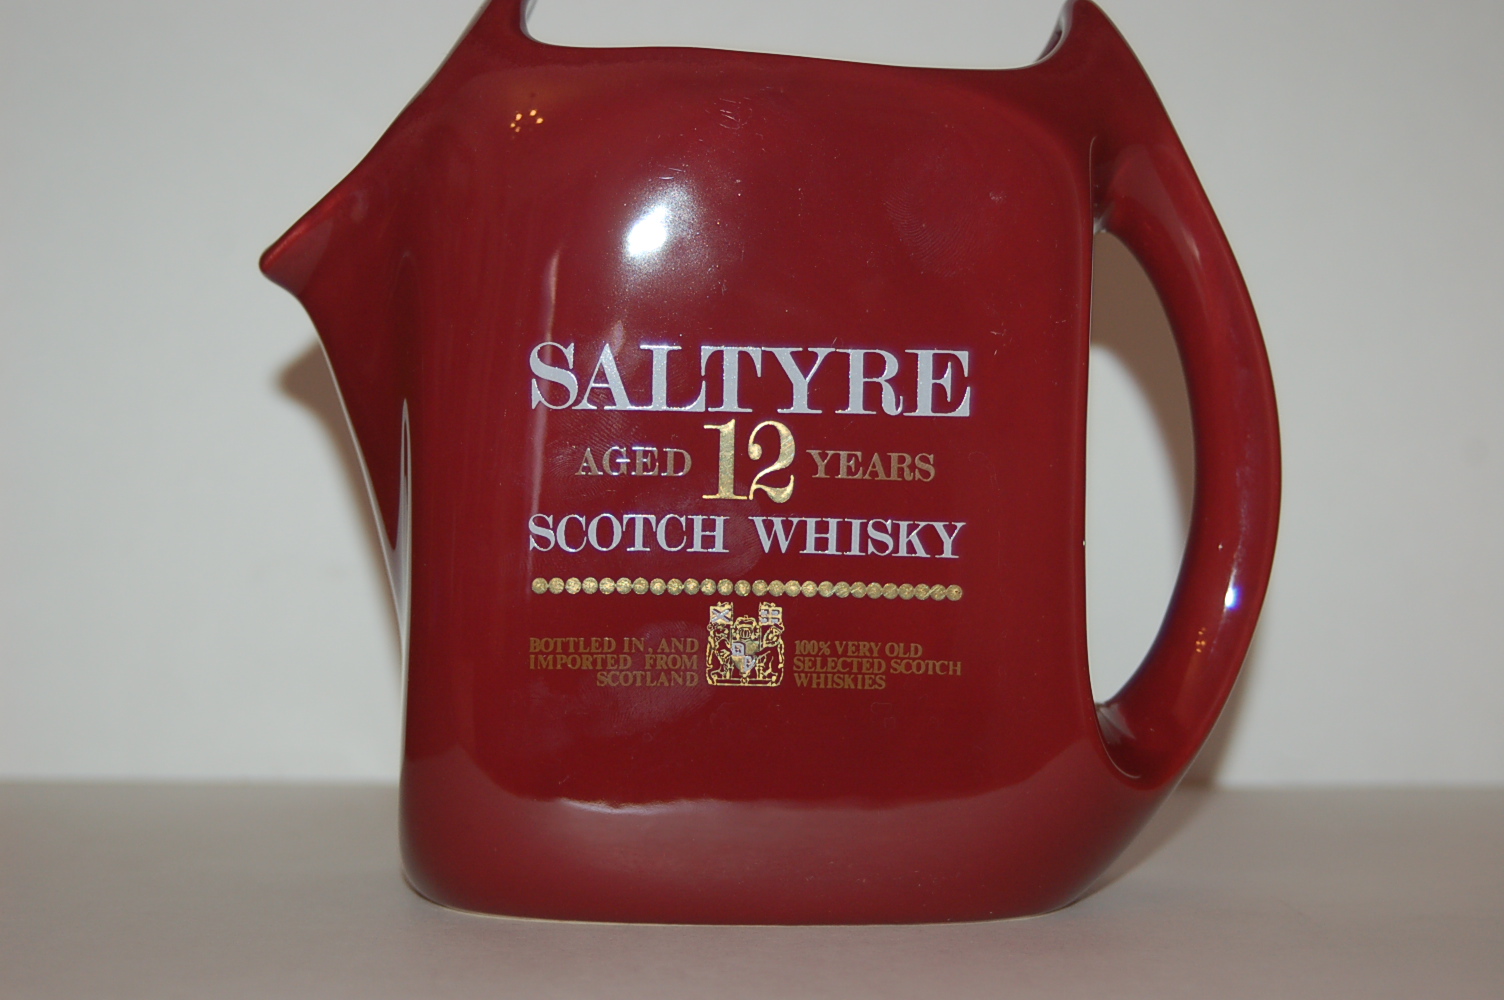 SALTYRE
AGED 12 YEARS
SCOTCH WHISKY
BOTTLED IN, AND
IMPORTED FROM
SCOTLAND
100% VERY OLD
SELECTED SCOTCH
WHISKIES